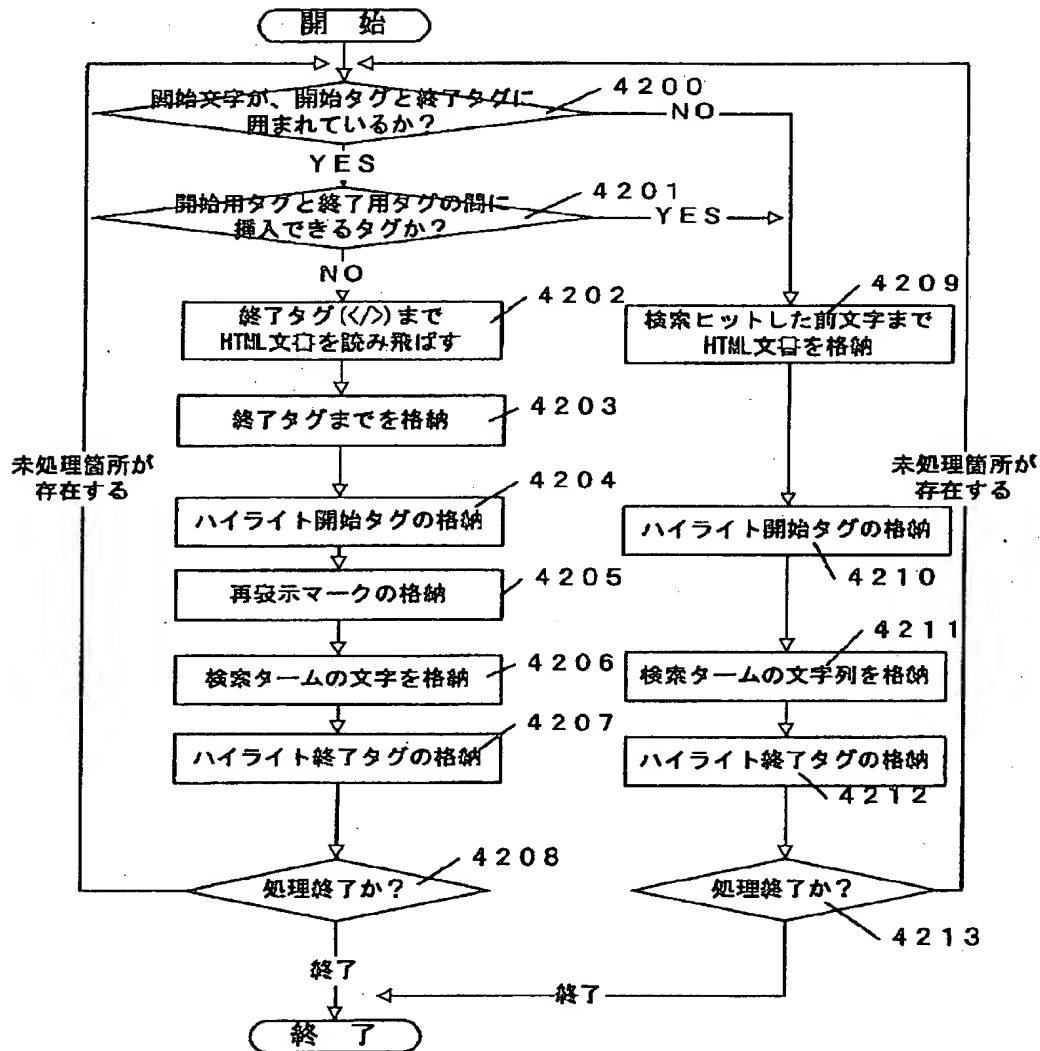 開 始
開始文字が、開始タグと終了タグに
囲まれているか?
4200
NO
YES
開始用タグと終了用タグの間に
挿入できるタグか?
4201
YES
NO
終了タグ(</>)まで
HTML文書を読み飛ばす
4202
検索ヒットした前文字まで
HTML文書を格納
4209
終了タグまでを格納
4203
未処理箇所が
存在する
未処理箇所が
存在する
ハイライト開始タグの格納
4204
ハイライト開始タグの格納
4210
再表示マークの格納
4205
検索タームの文字を格納
4206
検索タームの文字列を格納
4211
ハイライト終了タグの格納
4207
ハイライト終了タグの格納
4212
処理終了か?
4208
処理終了か?
4213
終了
終了
終 了